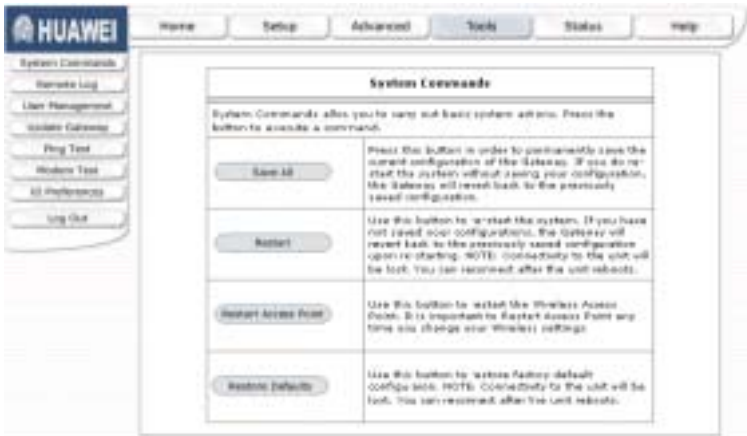 HUAWEI
Home
Setup
Advanced
Tools
Status
Help
System Commands
Remote Log
User Management
Update Gateway
Ping Test
Modem Test
UI Preferences
Log Out
System Commands
System Commands allow you to carry out basic system actions. Press the
button to execute a command.
Save All
Press this button in order to permanently save the
current configuration of the Gateway. If you do re-
start the system without saving your configuration,
the Gateway will revert back to the previously
saved configuration.
Restart
Use this button to re-start the system. If you have
not saved your configurations, the Gateway will
revert back to the previously saved configuration
upon re-starting. NOTE: Connectivity to the unit will
be lost. You can reconnect after the unit reboots.
Restart Access Point
Use this button to restart the Wireless Access
Point. It is important to Restart Access Point any
time you change your Wireless settings
Restore Defaults
Use this button to restore factory default
configuration. NOTE: Connectivity to the unit will be
lost. You can reconnect after the unit reboots.